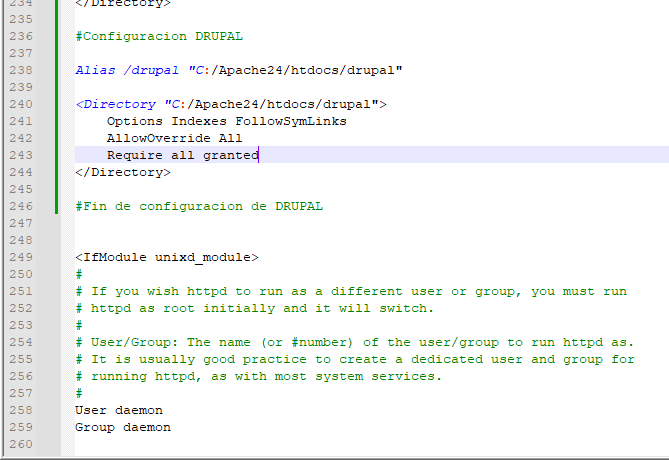 234 </Directory>
235
236 #Configuracion DRUPAL
237
238 Alias /drupal "C:/Apache24/htdocs/drupal"
239
240 <Directory "C:/Apache24/htdocs/drupal">
241     Options Indexes FollowSymLinks
242     AllowOverride All
243     Require all granted
244 </Directory>
245
246 #Fin de configuracion de DRUPAL
247
248
249 <IfModule unixd_module>
250 #
251 # If you wish httpd to run as a different user or group, you must run
252 # httpd as root initially and it will switch.
253 #
254 # User/Group: The name (or #number) of the user/group to run httpd as.
255 # It is usually good practice to create a dedicated user and group for
256 # running httpd, as with most system services.
257 #
258 User daemon
259 Group daemon
260